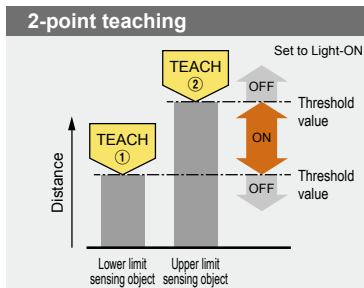 2-point teaching
Set to Light-ON
TEACH
②
OFF
Threshold
value
TEACH
①
ON
Threshold
value
OFF
Distance
Lower limit
sensing object
Upper limit
sensing object